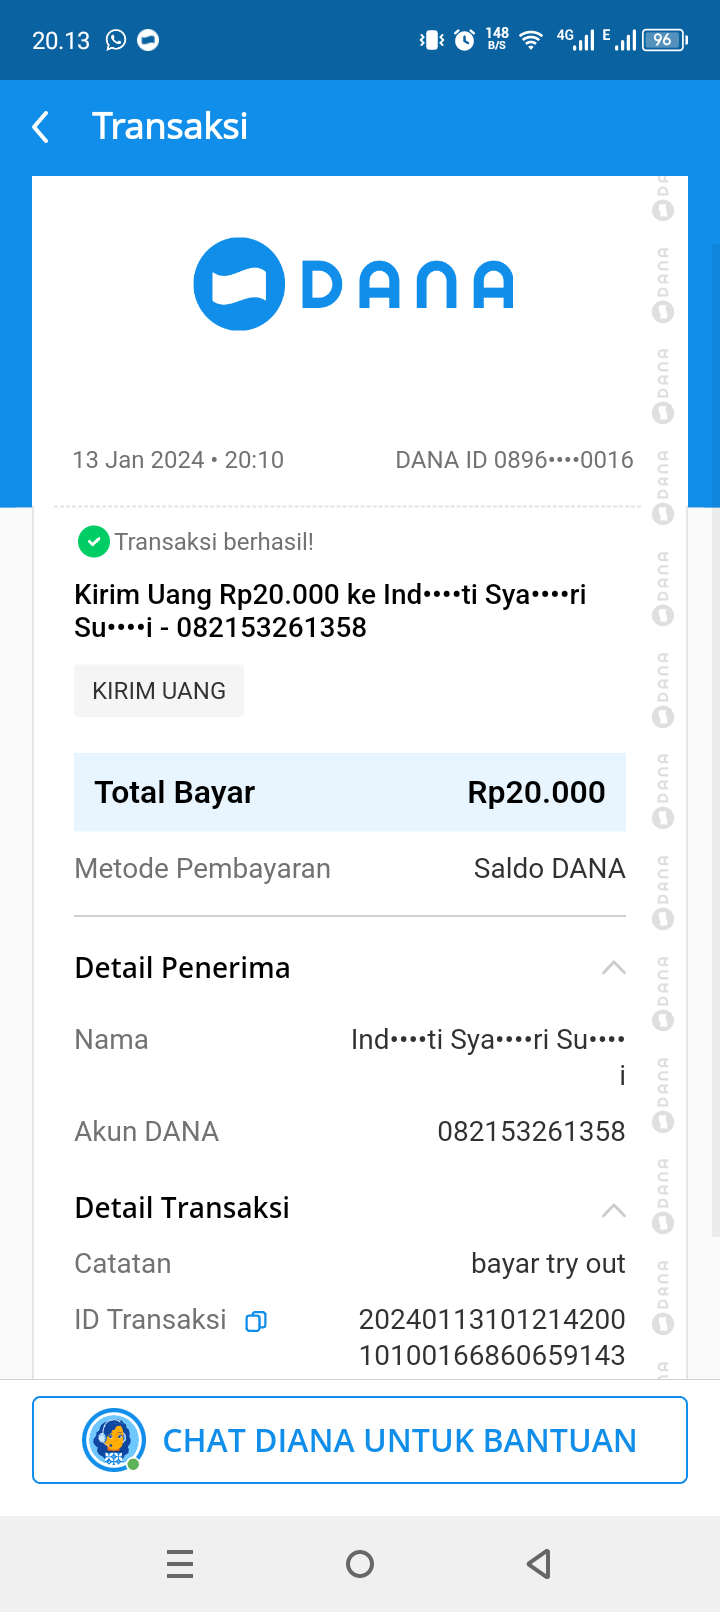 20.13 148 B/S 4G E 96
Transaksi
DANA
13 Jan 2024 • 20:10 DANA ID 0896••••0016
Transaksi berhasil!
Kirim Uang Rp20.000 ke Ind••••ti Sya••••ri
Su••••i - 082153261358
KIRIM UANG
Total Bayar Rp20.000
Metode Pembayaran Saldo DANA
Detail Penerima
Nama Ind••••ti Sya••••ri Su••••
i
Akun DANA 082153261358
Detail Transaksi
Catatan bayar try out
ID Transaksi 20240113101214200
10100166860659143
CHAT DIANA UNTUK BANTUAN
DANA
DANA
DANA
DANA
DANA
DANA
DANA
DANA
DANA
DANA
DANA